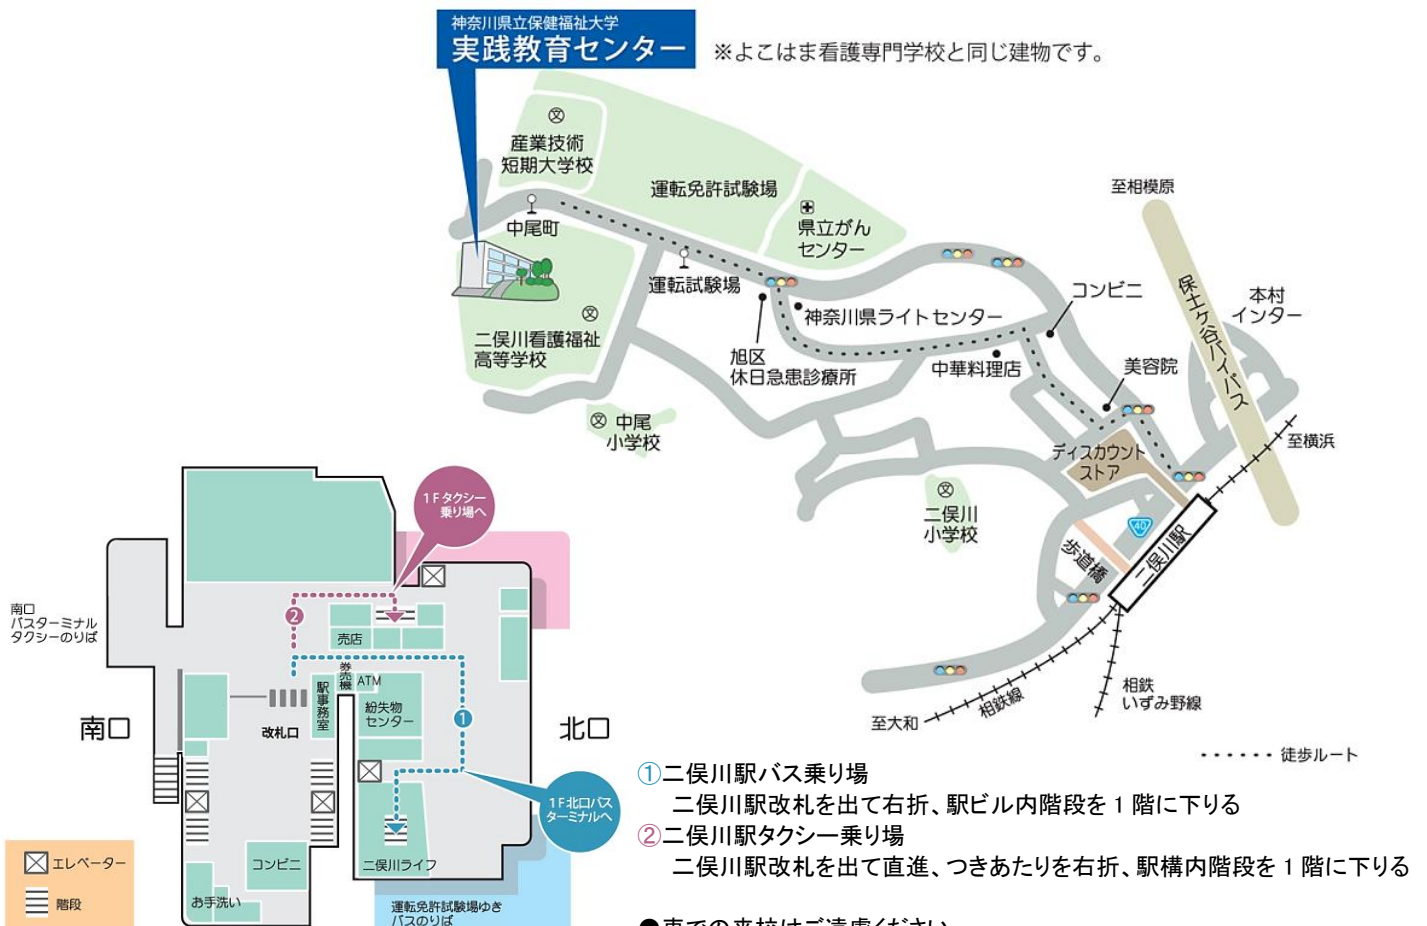 神奈川県立保健福祉大学
実践教育センター
※よこはま看護専門学校と同じ建物です。
産業技術
短期大学校
運転免許試験場
至相模原
中尾町
県立がん
センター
運転試験場
コンビニ
保土ヶ谷バイパス
本村
インター
神奈川県ライトセンター
二俣川看護福祉
高等学校
旭区
休日急患診療所
中華料理店
美容院
中尾
小学校
ディスカウント
ストア
至横浜
二俣川
小学校
40
歩道橋
二俣川駅
相鉄
いずみ野線
相鉄線
至大和
徒歩ルート
1Fタクシー
乗り場へ
2
南口
バスターミナル
タクシーのりば
売店
券売機
ATM
駅事務室
紛失物
センター
改札口
1
南口
北口
1F北口バス
ターミナルへ
コンビニ
二俣川ライフ
お手洗い
運転免許試験場ゆき
バスのりば
エレベーター
階段
①二俣川駅バス乗り場
二俣川駅改札を出て右折、駅ビル内階段を1階に下りる
②二俣川駅タクシー乗り場
二俣川駅改札を出て直進、つきあたりを右折、駅構内階段を1階に下りる
●車での来校はご遠慮ください